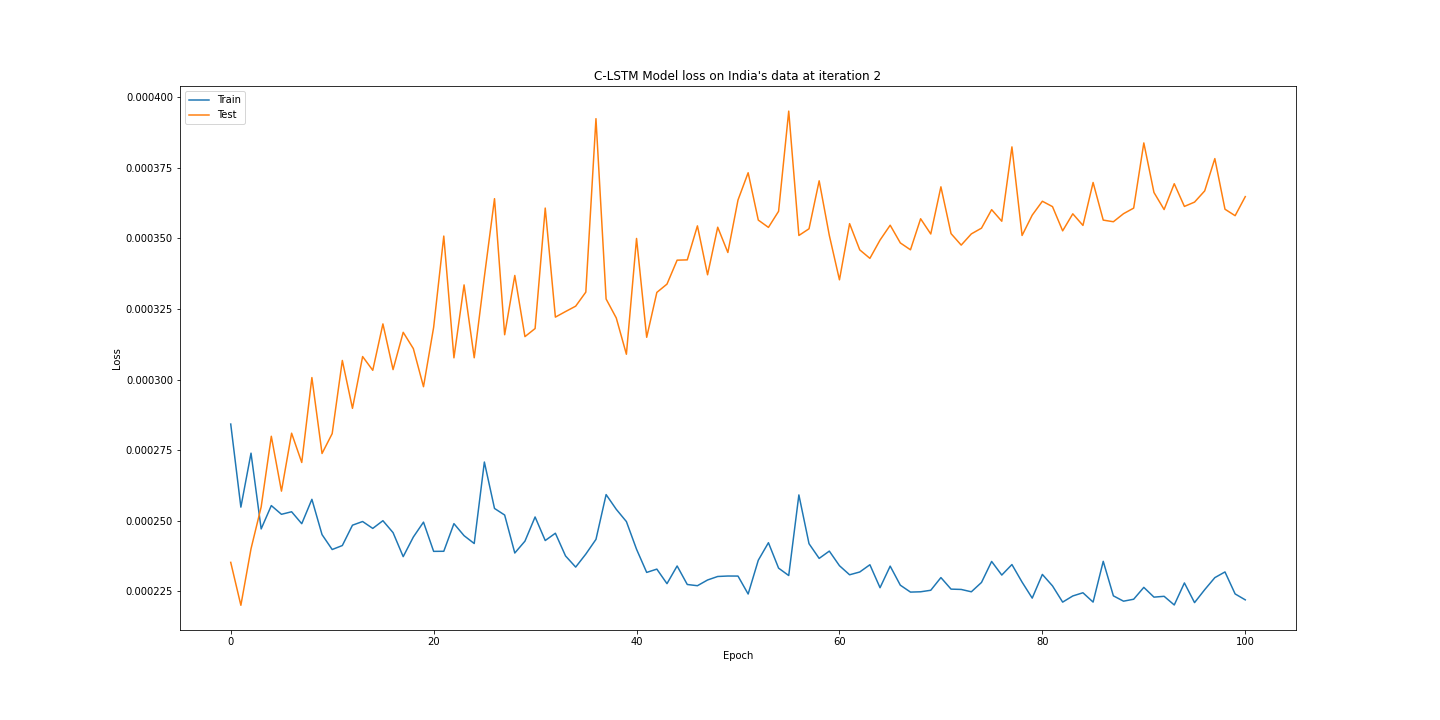 C-LSTM Model loss on India's data at iteration 2
Train
Test
0.000400
0.000375
0.000350
0.000325
0.000300
0.000275
0.000250
0.000225
Loss
0 20 40 60 80 100
Epoch